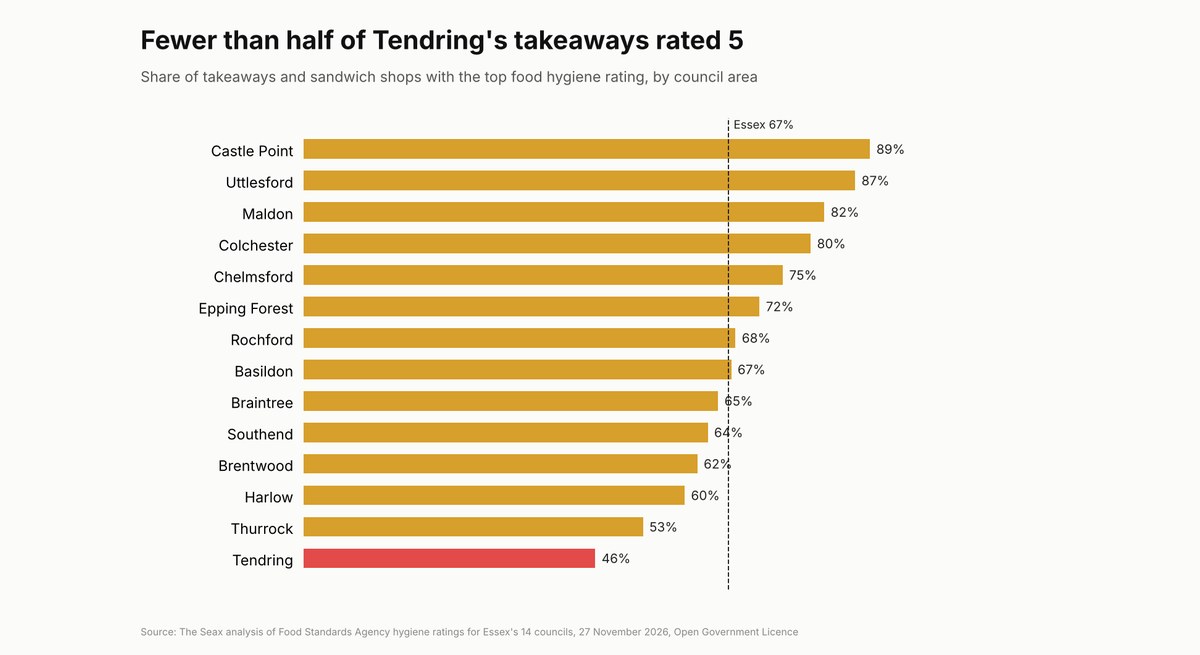 Fewer than half of Tendring's takeaways rated 5
Share of takeaways and sandwich shops with the top food hygiene rating, by council area
Essex 67%
Castle Point 89%
Uttlesford 87%
Maldon 82%
Colchester 80%
Chelmsford 75%
Epping Forest 72%
Rochford 68%
Basildon 67%
Braintree 65%
Southend 64%
Brentwood 62%
Harlow 60%
Thurrock 53%
Tendring 46%
Source: The Seax analysis of Food Standards Agency hygiene ratings for Essex's 14 councils, 27 November 2026, Open Government Licence